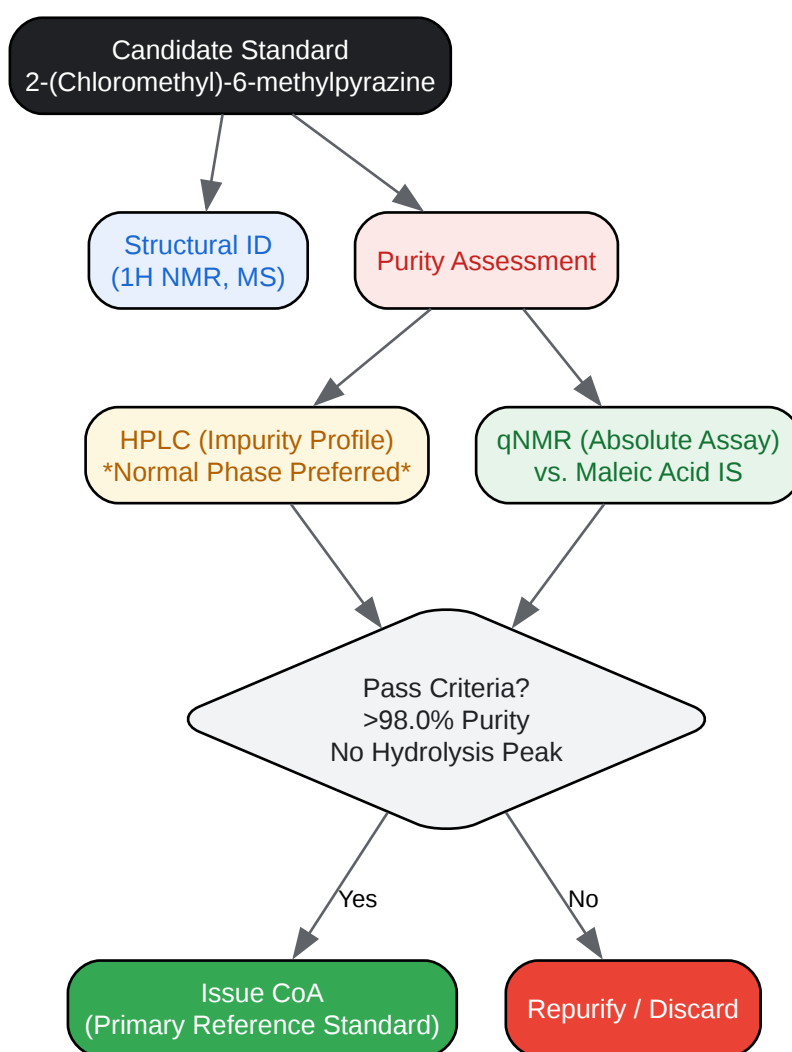 Candidate Standard
2-(Chloromethyl)-6-methylpyrazine
Structural ID
(1H NMR, MS)
Purity Assessment
HPLC (Impurity Profile)
*Normal Phase Preferred*
qNMR (Absolute Assay)
vs. Maleic Acid IS
Pass Criteria?
>98.0% Purity
No Hydrolysis Peak
Yes
No
Issue CoA
(Primary Reference Standard)
Repurify / Discard